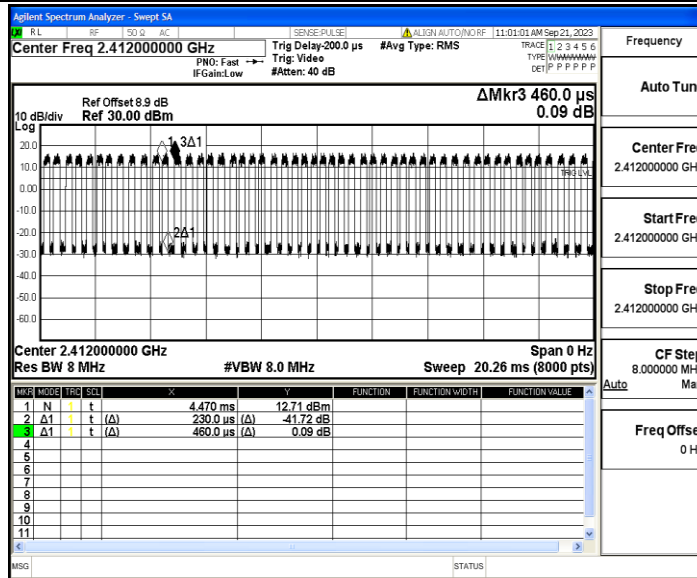 Agilent Spectrum Analyzer - Swept SA
RL RF 50 Ω AC SENSE:PULSE ALIGN AUTO/NO RF 11:01:01 AM Sep 21, 2023
Center Freq 2.412000000 GHz
PNO: Fast
IFGain:Low
Trig Delay-200.0 µs
Trig: Video
#Atten: 40 dB
#Avg Type: RMS
TRACE 1 2 3 4 5 6
TYPE WWWWWW
DET P P P P P P
Ref Offset 8.9 dB
10 dB/div Ref 30.00 dBm
Log
ΔMkr3 460.0 µs
0.09 dB
20.0
10.0
0.00
-10.0
-20.0
-30.0
-40.0
-50.0
-60.0
1 3Δ1
2Δ1
TRIG LVL
Center 2.412000000 GHz Span 0 Hz
Res BW 8 MHz #VBW 8.0 MHz Sweep 20.26 ms (8000 pts)
MKR MODE TRC SCL X Y FUNCTION FUNCTION WIDTH FUNCTION VALUE
1 N 1 t 4.470 ms 12.71 dBm
2 Δ1 1 t (Δ) 230.0 µs (Δ) -41.72 dB
3 Δ1 1 t (Δ) 460.0 µs (Δ) 0.09 dB
4
5
6
7
8
9
10
11
MSG STATUS
Frequency
Auto Tun
Center Fre
2.412000000 GH
Start Fre
2.412000000 GH
Stop Fre
2.412000000 GH
CF Step
8.000000 MH
Auto Ma
Freq Offse
0 H